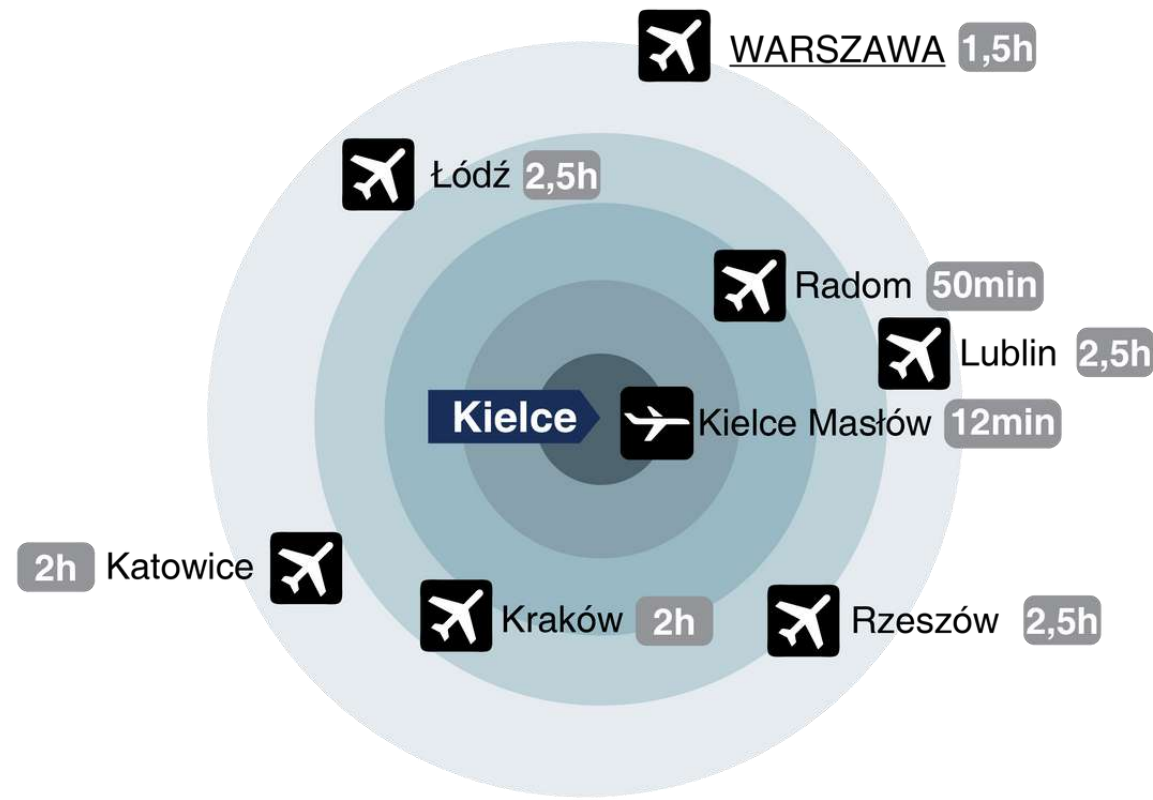 WARSZAWA 1,5h
Łódź 2,5h
Radom 50min
Lublin 2,5h
Kielce
Kielce Masłów 12min
2h Katowice
Kraków 2h
Rzeszów 2,5h